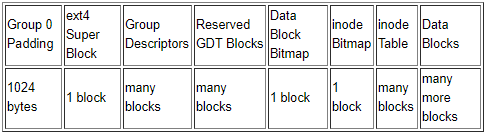 Group 0 Padding
ext4 Super Block
Group Descriptors
Reserved GDT Blocks
Data Block Bitmap
inode Bitmap
inode Table
Data Blocks
1024 bytes
1 block
many blocks
many blocks
1 block
1 block
many blocks
many more blocks